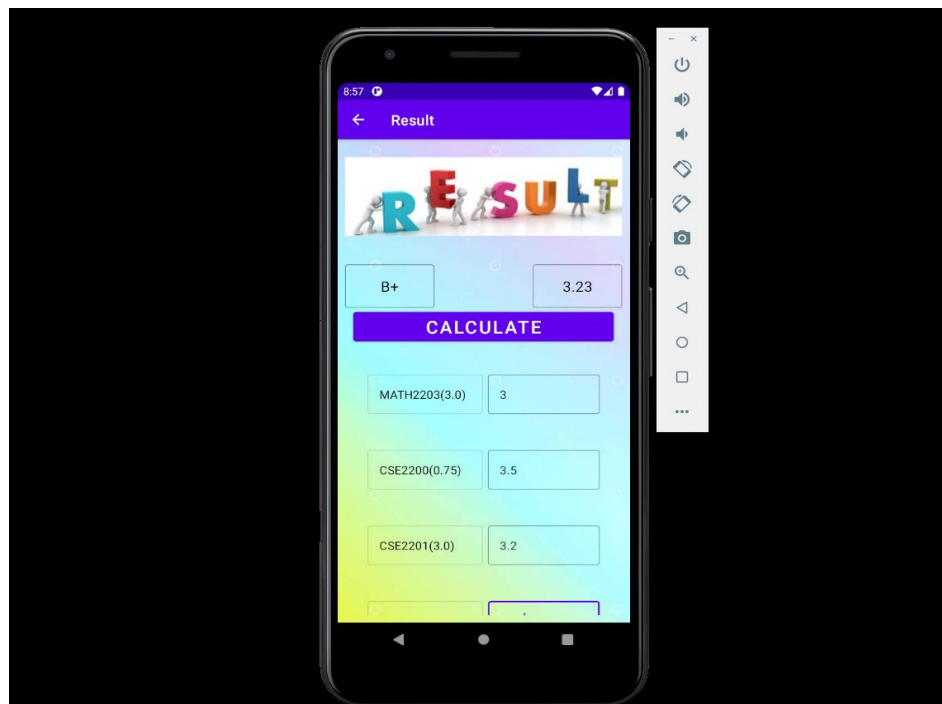 8:57
Result
RESULT
B+ 3.23
CALCULATE
MATH2203(3.0) 3
CSE2200(0.75) 3.5
CSE2201(3.0) 3.2